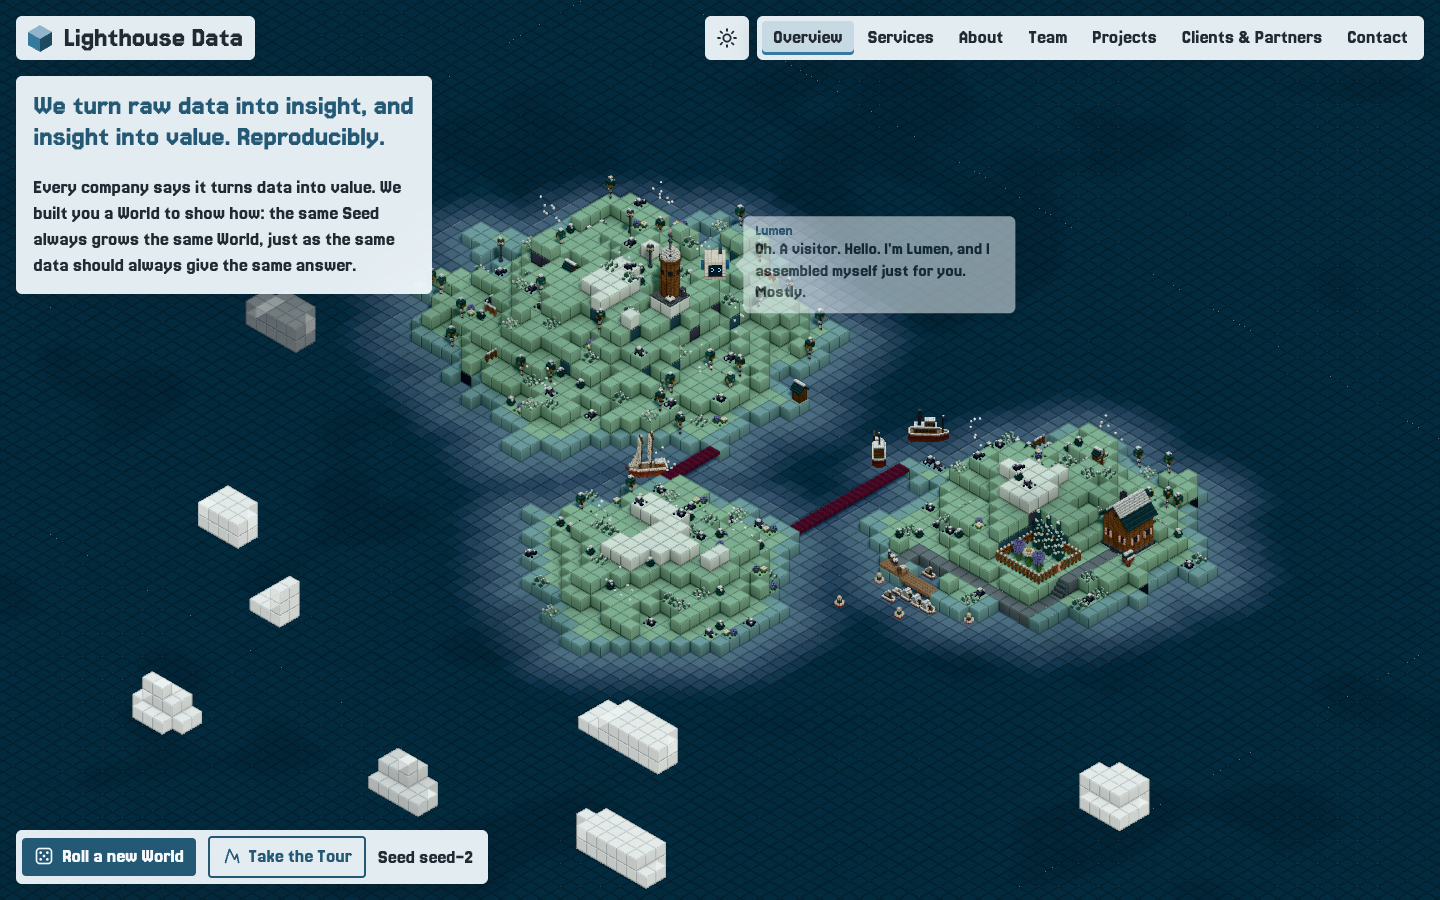 Lighthouse Data
Overview
Services
About
Team
Projects
Clients & Partners
Contact
We turn raw data into insight, and
insight into value. Reproducibly.
Every company says it turns data into value. We
built you a World to show how: the same Seed
always grows the same World, just as the same
data should always give the same answer.
Lumen
Oh. A visitor. Hello. I'm Lumen, and I
assembled myself just for you.
Mostly.
Roll a new World
Take the Tour
Seed seed-2